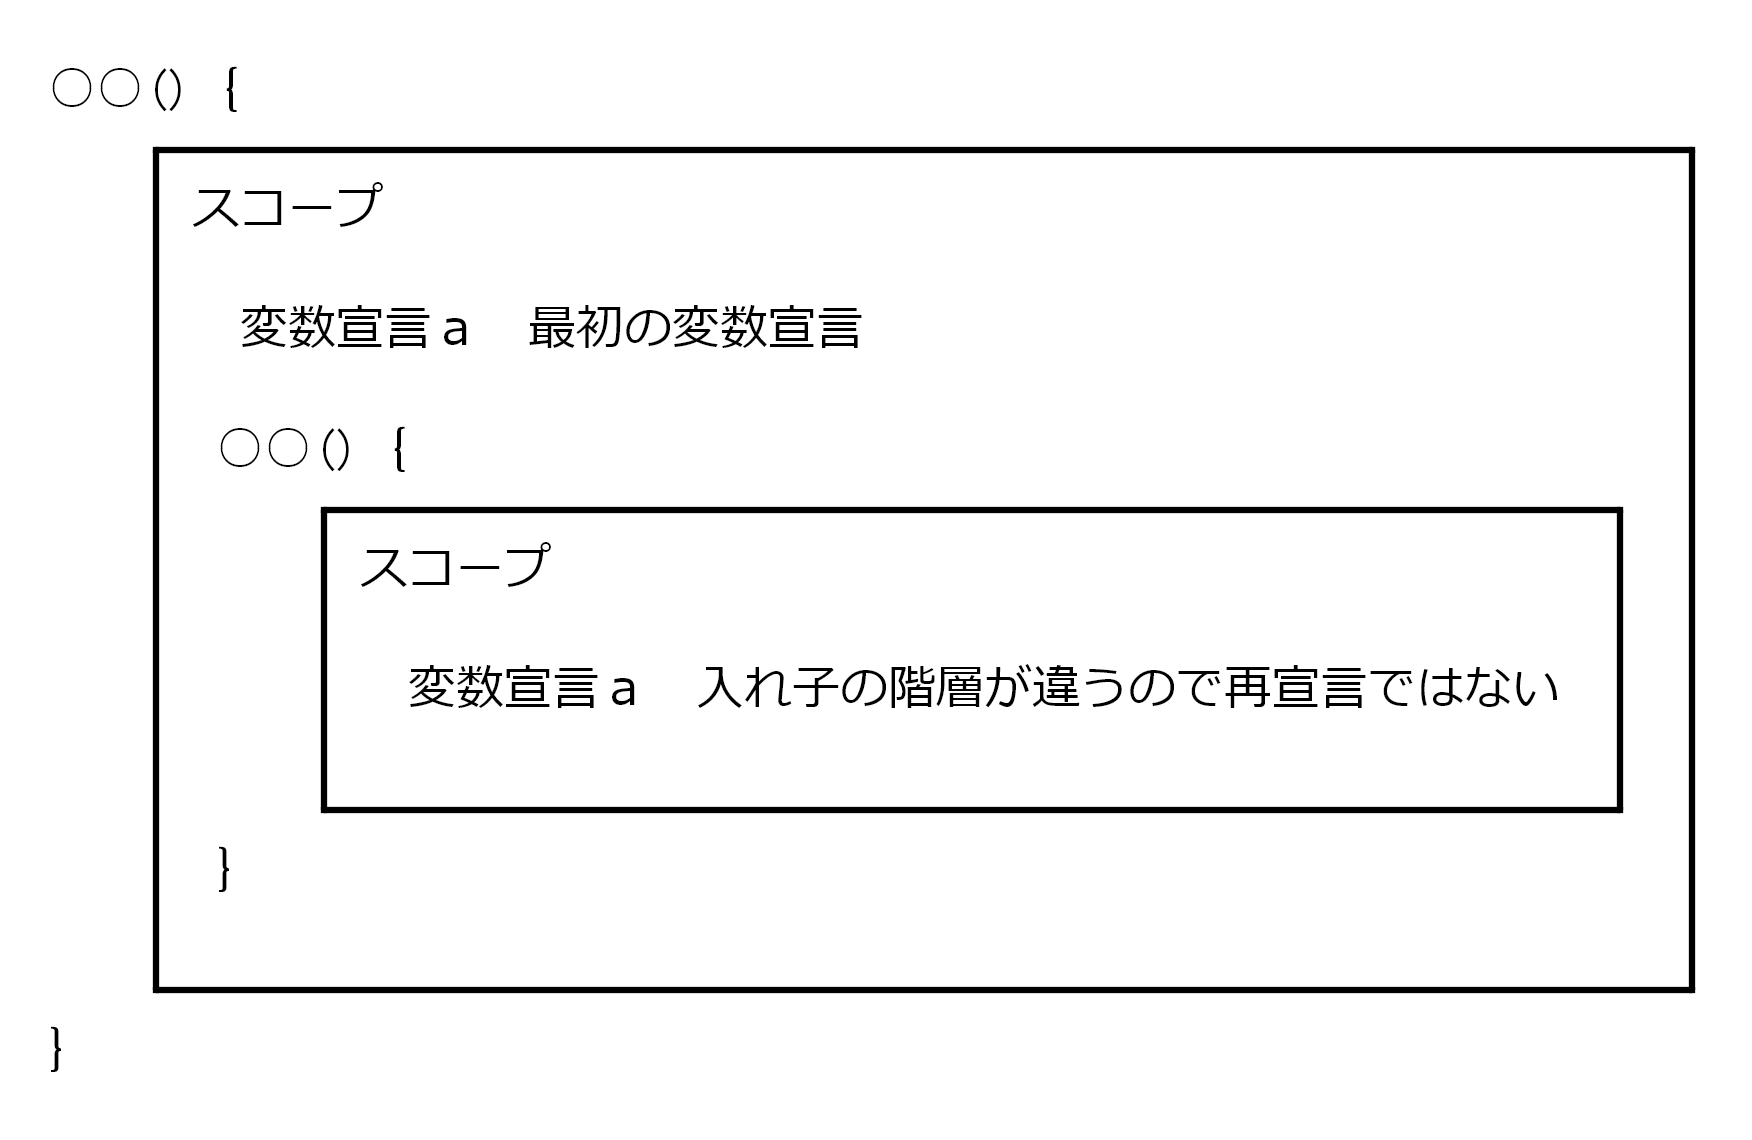 ○○() {
スコープ
変数宣言a　最初の変数宣言
○○() {
スコープ
変数宣言a　入れ子の階層が違うので再宣言ではない
}
}